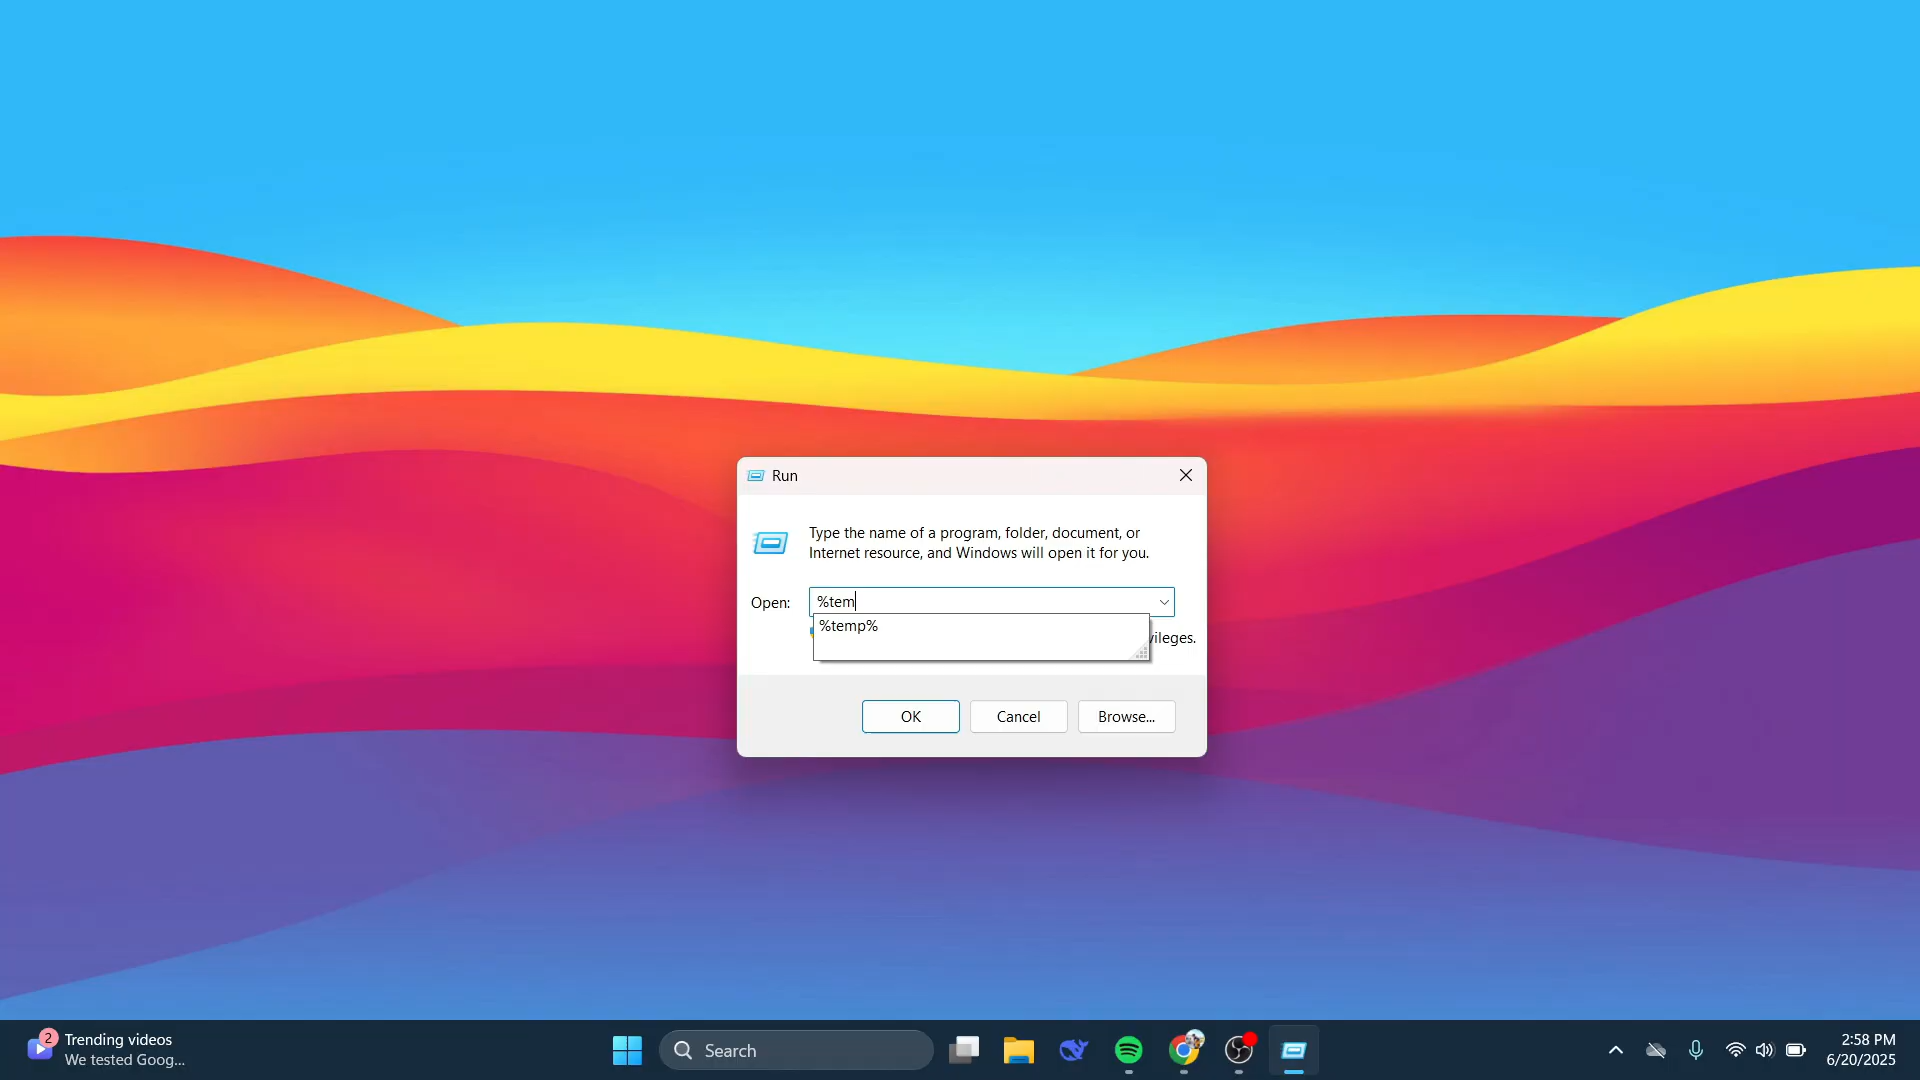 Run
Type the name of a program, folder, document, or
Internet resource, and Windows will open it for you.
Open:
%tem
%temp%
vileges.
OK
Cancel
Browse...
2
Trending videos
We tested Goog...
Search
2:58 PM
6/20/2025